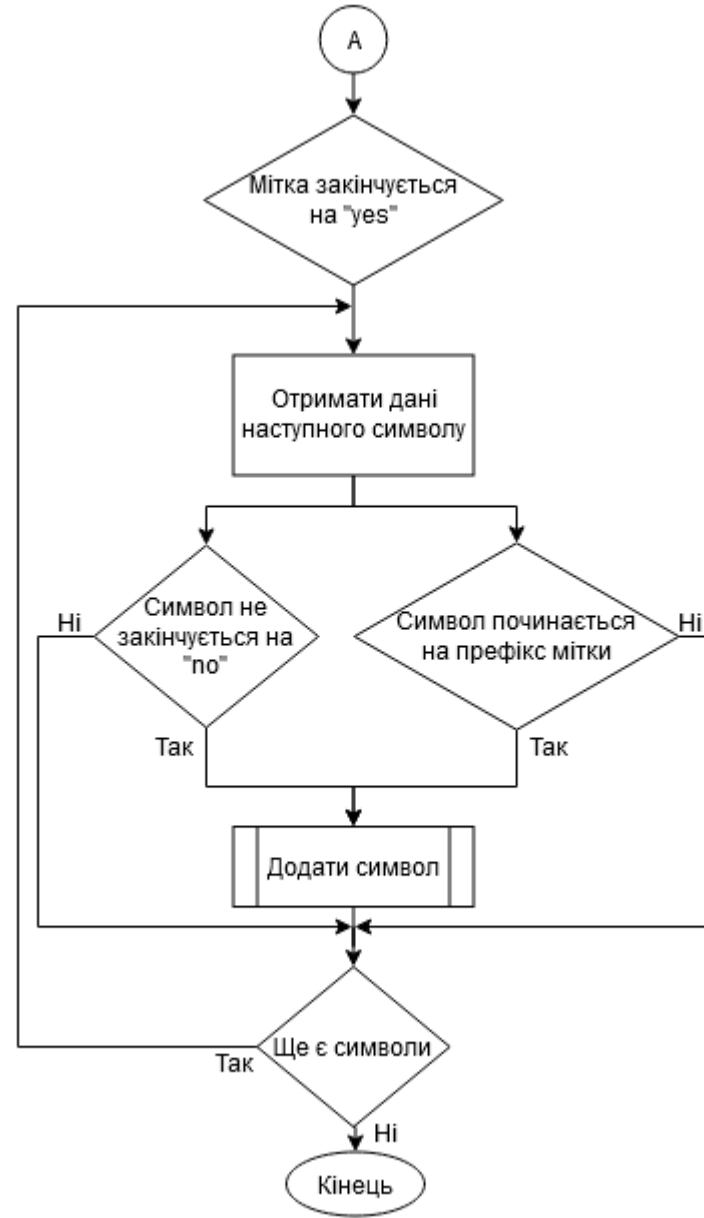 А
Мітка закінчується
на "yes"
Отримати дані
наступного символу
Ні
Символ не
закінчується на
"no"
Так
Символ починається
на префікс мітки
Ні
Так
Додати символ
Ще є символи
Так
Ні
Кінець